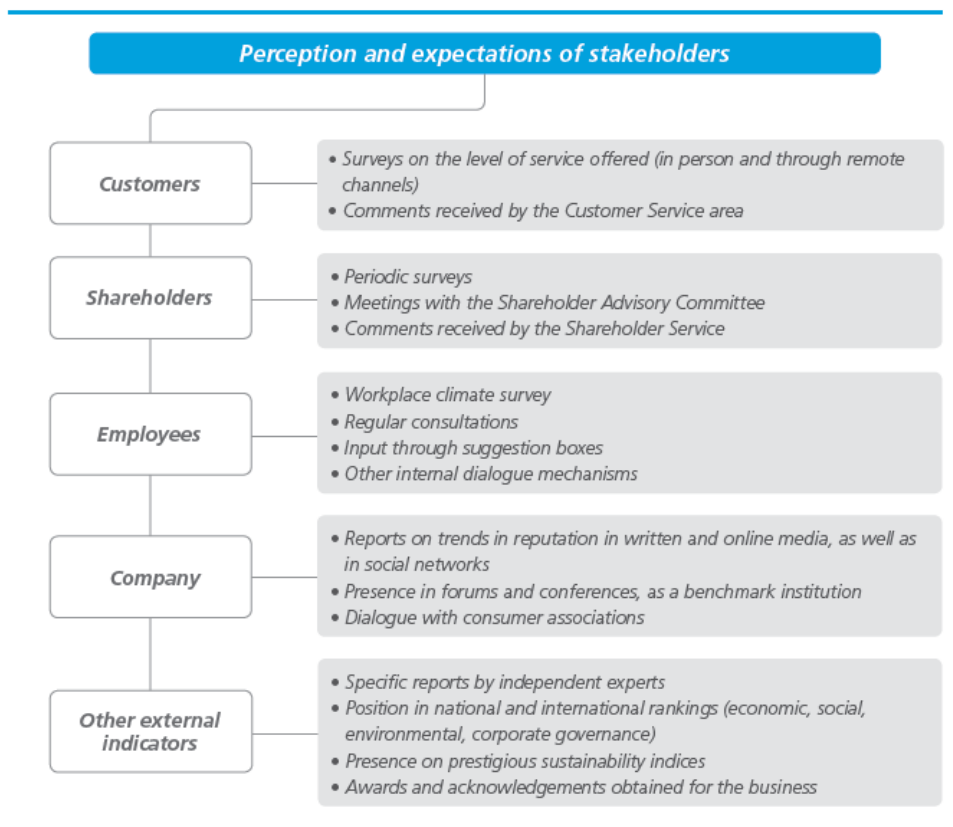 Perception and expectations of stakeholders
Customers
• Surveys on the level of service offered (in person and through remote
channels)
• Comments received by the Customer Service area
Shareholders
• Periodic surveys
• Meetings with the Shareholder Advisory Committee
• Comments received by the Shareholder Service
Employees
• Workplace climate survey
• Regular consultations
• Input through suggestion boxes
• Other internal dialogue mechanisms
Company
• Reports on trends in reputation in written and online media, as well as
in social networks
• Presence in forums and conferences, as a benchmark institution
• Dialogue with consumer associations
Other external
indicators
• Specific reports by independent experts
• Position in national and international rankings (economic, social,
environmental, corporate governance)
• Presence on prestigious sustainability indices
• Awards and acknowledgements obtained for the business